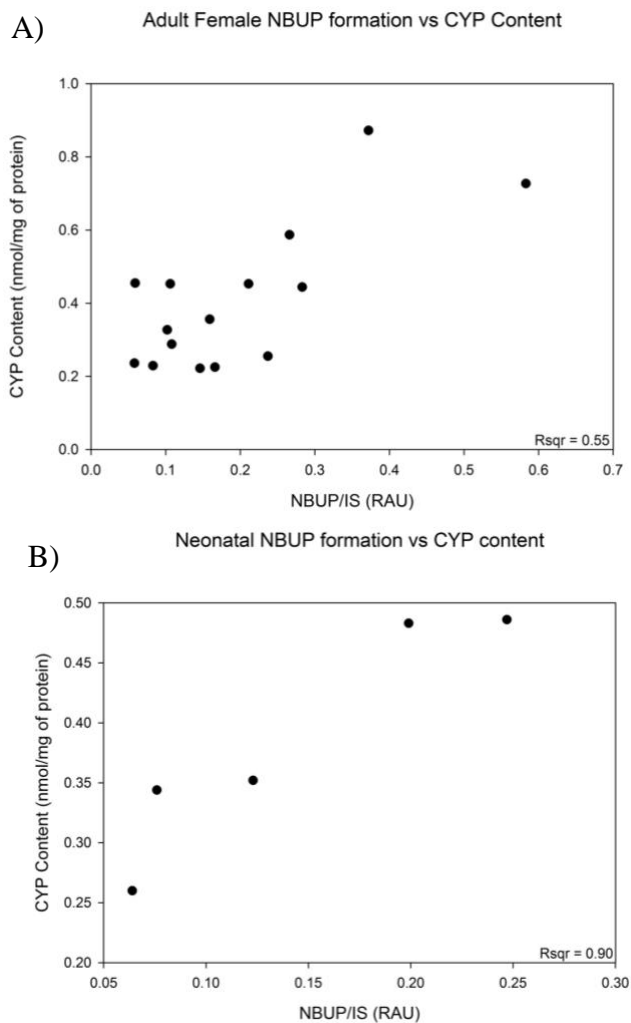 A)
Adult Female NBUP formation vs CYP Content
CYP Content (nmol/mg of protein)
1.0
0.8
0.6
0.4
0.2
0.0
Rsqr = 0.55
0.0 0.1 0.2 0.3 0.4 0.5 0.6 0.7
NBUP/IS (RAU)
B)
Neonatal NBUP formation vs CYP content
CYP Content (nmol/mg of protein)
0.50
0.45
0.40
0.35
0.30
0.25
0.20
Rsqr = 0.90
0.05 0.10 0.15 0.20 0.25 0.30
NBUP/IS (RAU)